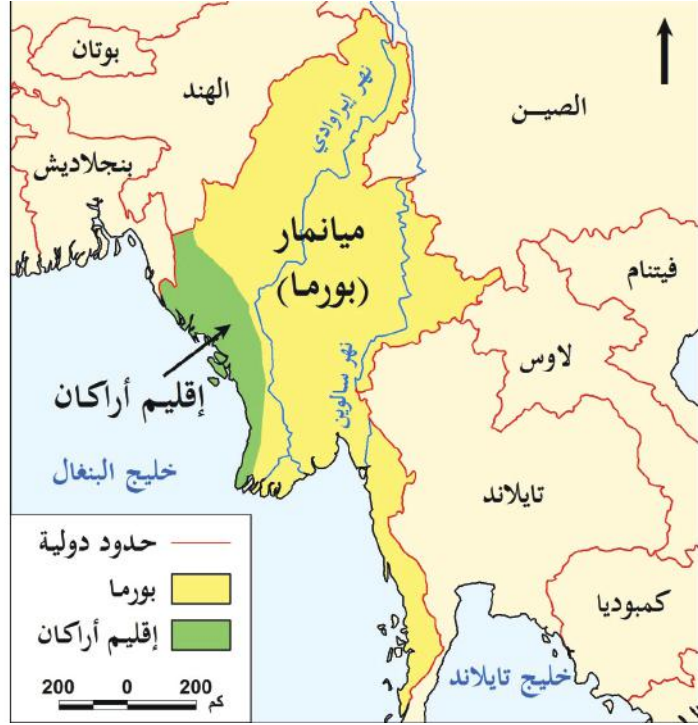 بوتان
الهند
الصين
نهر إيراوادي
بنجلاديش
ميانمار
(بورما)
فيتنام
لاوس
نهر سالوين
إقليم أراكان
خليج البنغال
تايلاند
كمبوديا
خليج تايلاند
حدود دولية
بورما
إقليم أراكان
200 0 200
كم